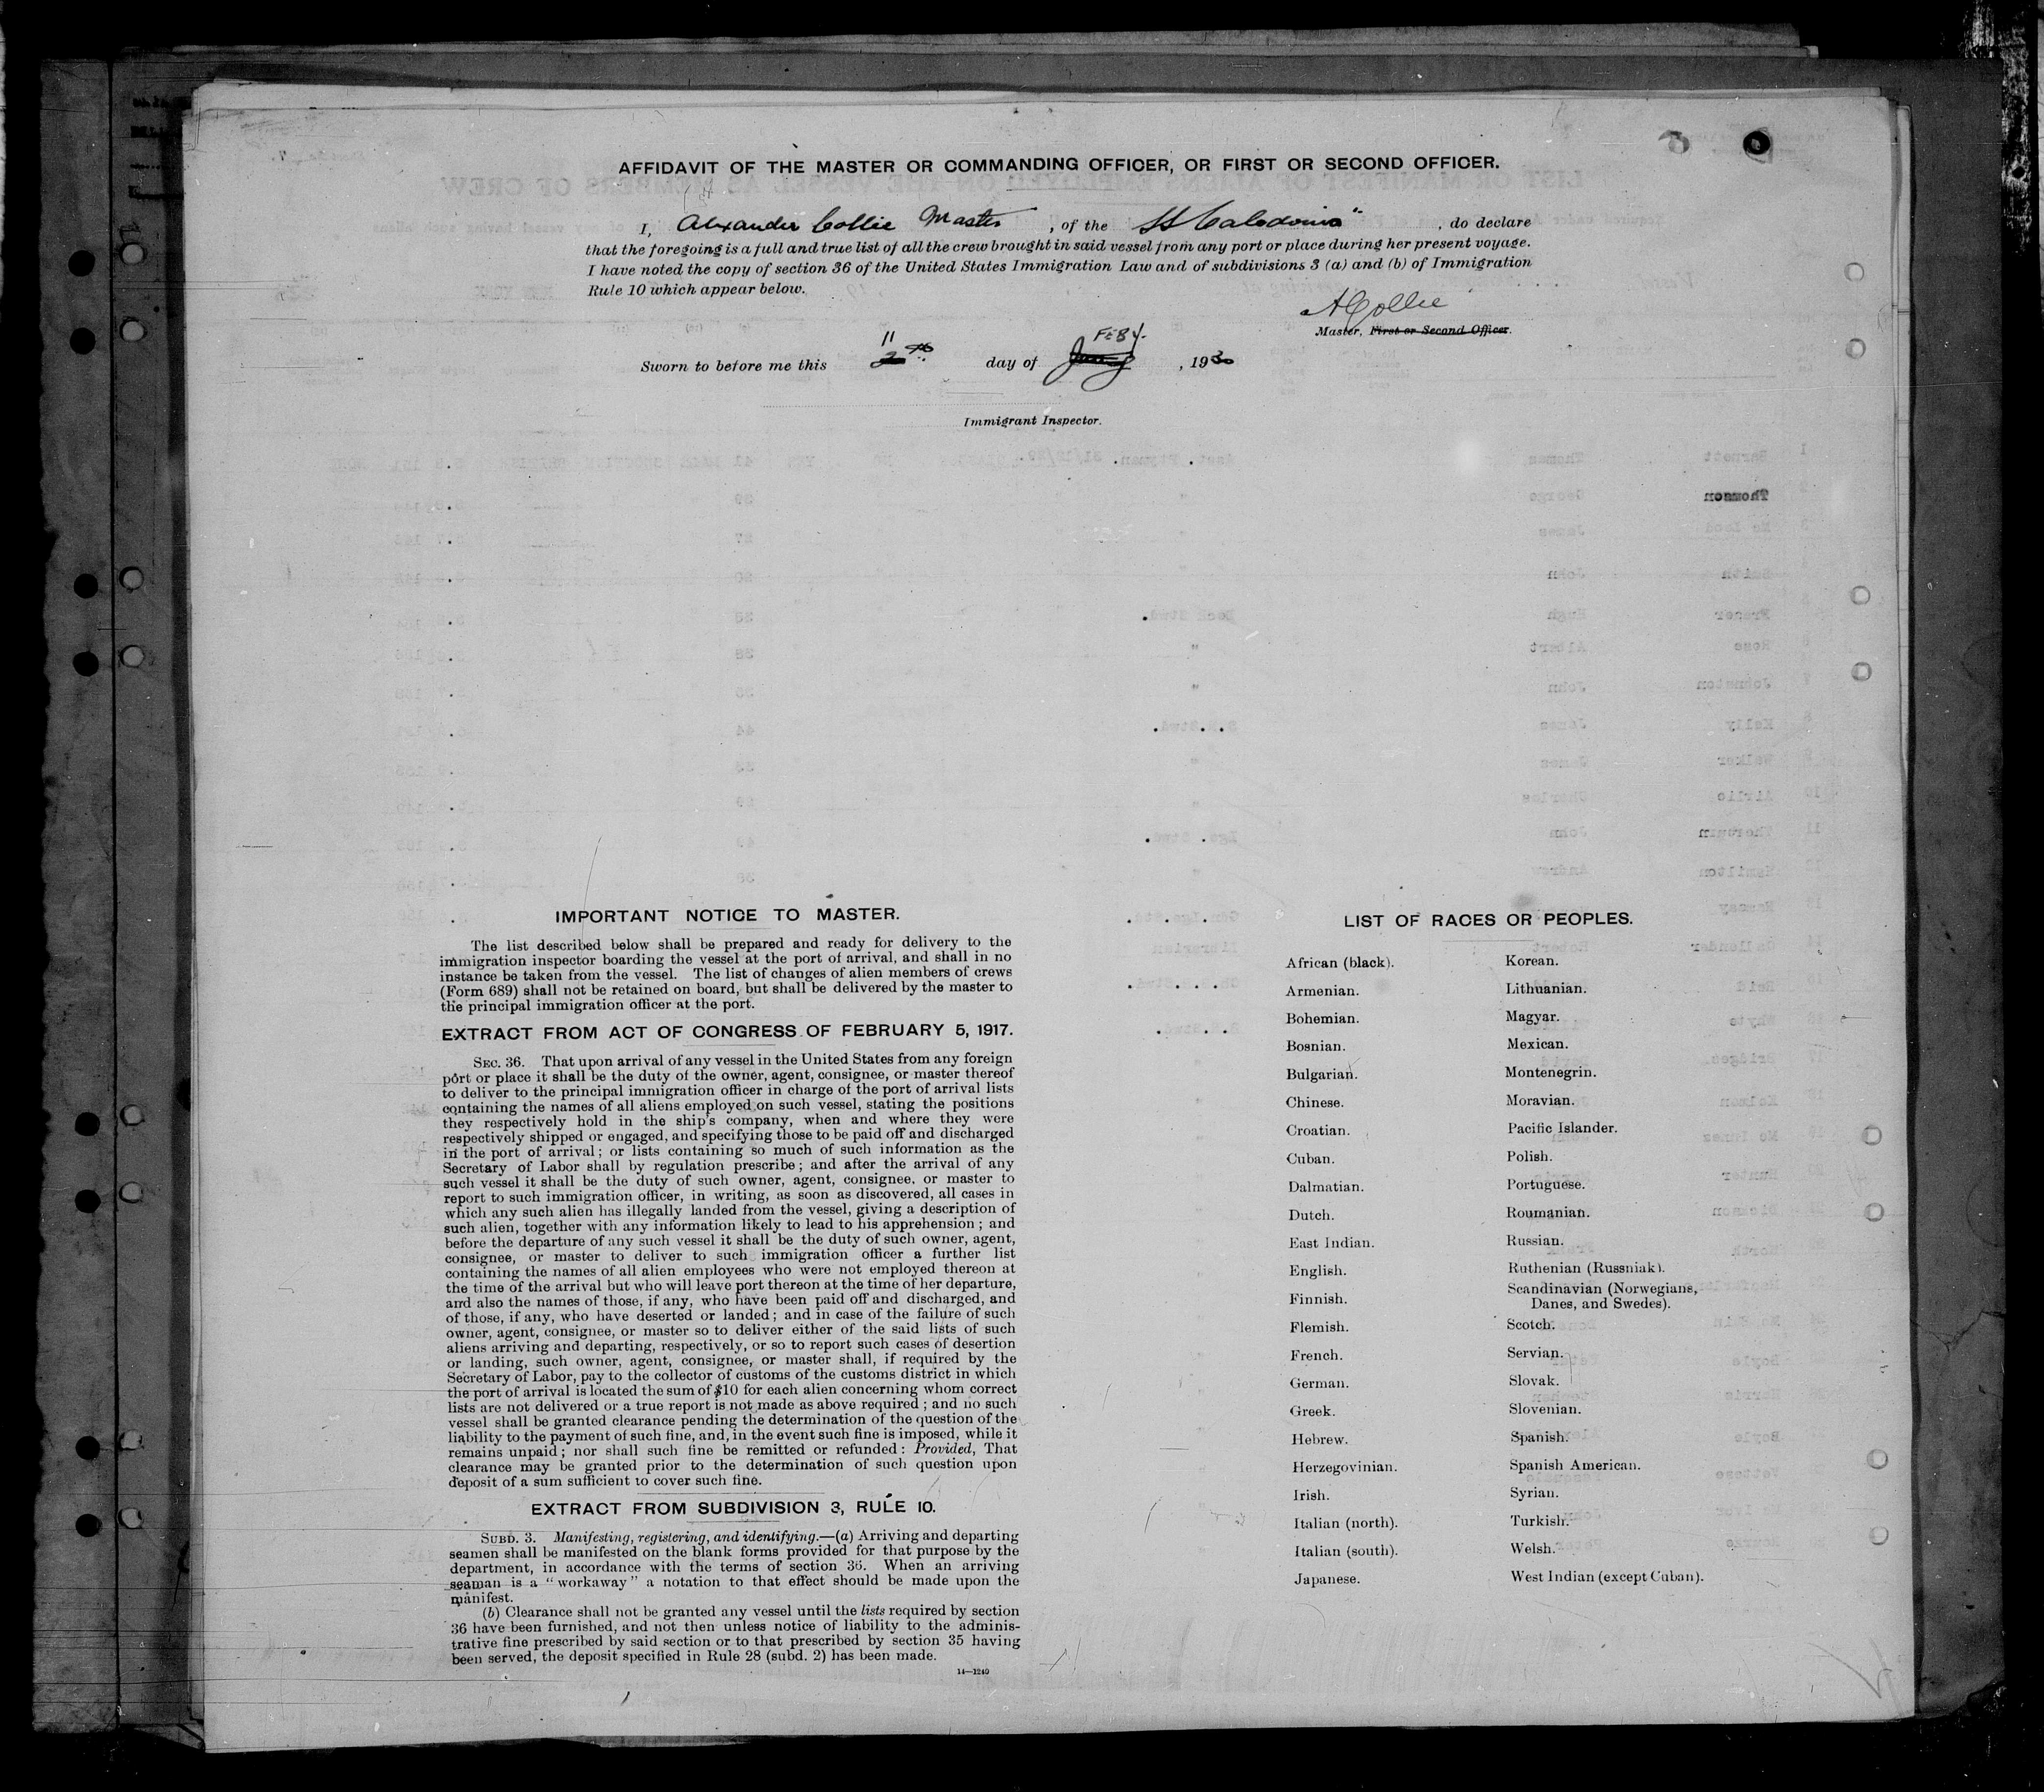 AFFIDAVIT OF THE MASTER OR COMMANDING OFFICER, OR FIRST OR SECOND OFFICER.
I, Alexander Collie Master, of the SS Caledonia", do declare
that the foregoing is a full and true list of all the crew brought in said vessel from any port or place during her present voyage.
I have noted the copy of section 36 of the United States Immigration Law and of subdivisions 3 (a) and (b) of Immigration
Rule 10 which appear below.
A Collie
Master, First or Second Officer.
11 FEBY.
Sworn to before me this day of , 1930
Immigrant Inspector.
IMPORTANT NOTICE TO MASTER.
The list described below shall be prepared and ready for delivery to the
immigration inspector boarding the vessel at the port of arrival, and shall in no
instance be taken from the vessel. The list of changes of alien members of crews
(Form 689) shall not be retained on board, but shall be delivered by the master to
the principal immigration officer at the port.
EXTRACT FROM ACT OF CONGRESS OF FEBRUARY 5, 1917.
SEC. 36. That upon arrival of any vessel in the United States from any foreign
port or place it shall be the duty of the owner, agent, consignee, or master thereof
to deliver to the principal immigration officer in charge of the port of arrival lists
containing the names of all aliens employed on such vessel, stating the positions
they respectively hold in the ship's company, when and where they were
respectively shipped or engaged, and specifying those to be paid off and discharged
in the port of arrival; or lists containing so much of such information as the
Secretary of Labor shall by regulation prescribe; and after the arrival of any
such vessel it shall be the duty of such owner, agent, consignee, or master to
report to such immigration officer, in writing, as soon as discovered, all cases in
which any such alien has illegally landed from the vessel, giving a description of
such alien, together with any information likely to lead to his apprehension; and
before the departure of any such vessel it shall be the duty of such owner, agent,
consignee, or master to deliver to such immigration officer a further list
containing the names of all alien employees who were not employed thereon at
the time of the arrival but who will leave port thereon at the time of her departure,
and also the names of those, if any, who have been paid off and discharged, and
of those, if any, who have deserted or landed; and in case of the failure of such
owner, agent, consignee, or master so to deliver either of the said lists of such
aliens arriving and departing, respectively, or so to report such cases of desertion
or landing, such owner, agent, consignee, or master shall, if required by the
Secretary of Labor, pay to the collector of customs of the customs district in which
the port of arrival is located the sum of $10 for each alien concerning whom correct
lists are not delivered or a true report is not made as above required; and no such
vessel shall be granted clearance pending the determination of the question of the
liability to the payment of such fine, and, in the event such fine is imposed, while it
remains unpaid; nor shall such fine be remitted or refunded: Provided, That
clearance may be granted prior to the determination of such question upon
deposit of a sum sufficient to cover such fine.
EXTRACT FROM SUBDIVISION 3, RULE 10.
SUBD. 3. Manifesting, registering, and identifying.—(a) Arriving and departing
seamen shall be manifested on the blank forms provided for that purpose by the
department, in accordance with the terms of section 36. When an arriving
seaman is a "workaway" a notation to that effect should be made upon the
manifest.
(b) Clearance shall not be granted any vessel until the lists required by section
36 have been furnished, and not then unless notice of liability to the adminis-
trative fine prescribed by said section or to that prescribed by section 35 having
been served, the deposit specified in Rule 28 (subd. 2) has been made.
14—1240
LIST OF RACES OR PEOPLES.
African (black).
Armenian.
Bohemian.
Bosnian.
Bulgarian.
Chinese.
Croatian.
Cuban.
Dalmatian.
Dutch.
East Indian.
English.
Finnish.
Flemish.
French.
German.
Greek.
Hebrew.
Herzegovinian.
Irish.
Italian (north).
Italian (south).
Japanese.
Korean.
Lithuanian.
Magyar.
Mexican.
Montenegrin.
Moravian.
Pacific Islander.
Polish.
Portuguese.
Roumanian.
Russian.
Ruthenian (Russniak).
Scandinavian (Norwegians,
Danes, and Swedes).
Scotch.
Servian.
Slovak.
Slovenian.
Spanish.
Spanish American.
Syrian.
Turkish.
Welsh.
West Indian (except Cuban).